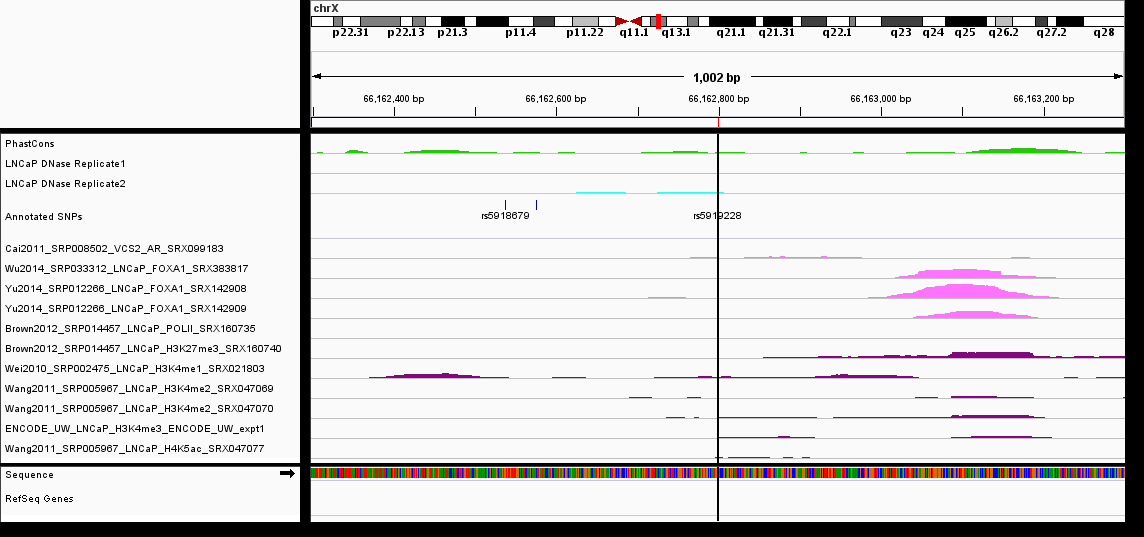 chrX
p22.31 p22.13 p21.3 p11.4 p11.22 q11.1 q13.1 q21.1 q21.31 q22.1 q23 q24 q25 q26.2 q27.2 q28
1,002 bp
66,162,400 bp 66,162,600 bp 66,162,800 bp 66,163,000 bp 66,163,200 bp
PhastCons
LNCaP DNase Replicate1
LNCaP DNase Replicate2
Annotated SNPs
rs5918679 rs5919228
Cai2011_SRP008502_VCS2_AR_SRX099183
Wu2014_SRP033312_LNCaP_FOXA1_SRX383817
Yu2014_SRP012266_LNCaP_FOXA1_SRX142908
Yu2014_SRP012266_LNCaP_FOXA1_SRX142909
Brown2012_SRP014457_LNCaP_POLII_SRX160735
Brown2012_SRP014457_LNCaP_H3K27me3_SRX160740
Wei2010_SRP002475_LNCaP_H3K4me1_SRX021803
Wang2011_SRP005967_LNCaP_H3K4me2_SRX047069
Wang2011_SRP005967_LNCaP_H3K4me2_SRX047070
ENCODE_UW_LNCaP_H3K4me3_ENCODE_UW_expt1
Wang2011_SRP005967_LNCaP_H4K5ac_SRX047077
Sequence
RefSeq Genes